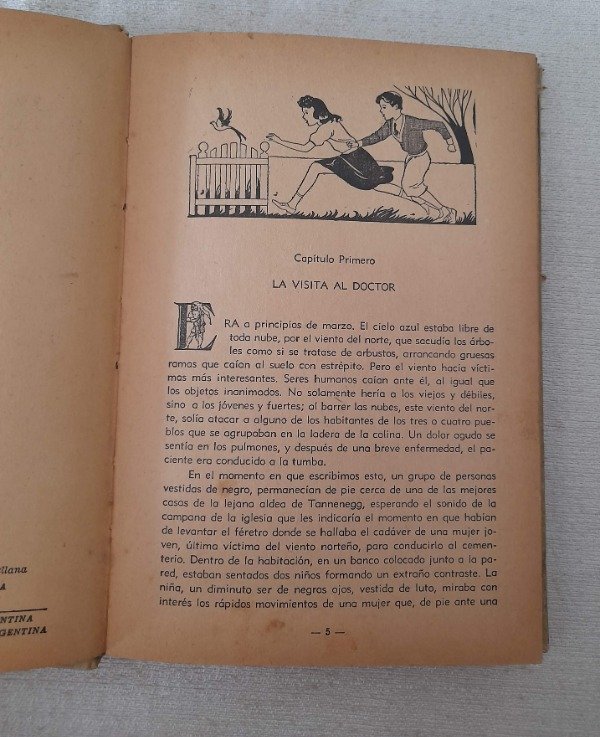 Capítulo Primero
LA VISITA AL DOCTOR
ERA a principios de marzo. El cielo azul estaba libre de
toda nube, por el viento del norte, que sacudía los árbo-
les como si se tratase de arbustos, arrancando gruesas
ramas que caían al suelo con estrépito. Pero el viento hacía vícti-
mas más interesantes. Seres humanos caían ante él, al igual que
los objetos inanimados. No solamente hería a los viejos y débiles,
sino a los jóvenes y fuertes; al barrer las nubes, este viento del nor-
te, solía atacar a alguno de los habitantes de los tres o cuatro pue-
blos que se agrupaban en la ladera de la colina. Un dolor agudo se
sentía en los pulmones, y después de una breve enfermedad, el pa-
ciente era conducido a la tumba.
En el momento en que escribimos esto, un grupo de personas
vestidas de negro, permanecían de pie cerca de una de las mejores
casas de la lejana aldea de Tannenegg, esperando el sonido de la
campana de la iglesia que les indicaría el momento en que habían
de levantar el féretro donde se hallaba el cadáver de una mujer jo-
ven, última víctima del viento norteño, para conducirlo al cemen-
terio. Dentro de la habitación, en un banco colocado junto a la pa-
red, estaban sentados dos niños formando un extraño contraste. La
niña, un diminuto ser de negros ojos, vestida de luto, miraba con
interés los rápidos movimientos de una mujer que, de pie ante una
— 5 —
ellana
A
NTINA
GENTINA